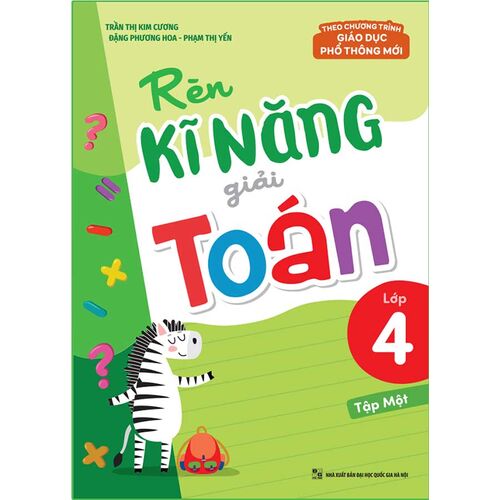 TRẦN THỊ KIM CƯƠNG
ĐẶNG PHƯƠNG HOA - PHẠM THỊ YẾN
THEO CHƯƠNG TRÌNH
GIÁO DỤC
PHỔ THÔNG MỚI
Rèn
KĨ NĂNG
giải
Toán
Lớp
4
Tập Một
NHÀ XUẤT BẢN ĐẠI HỌC QUỐC GIA HÀ NỘI